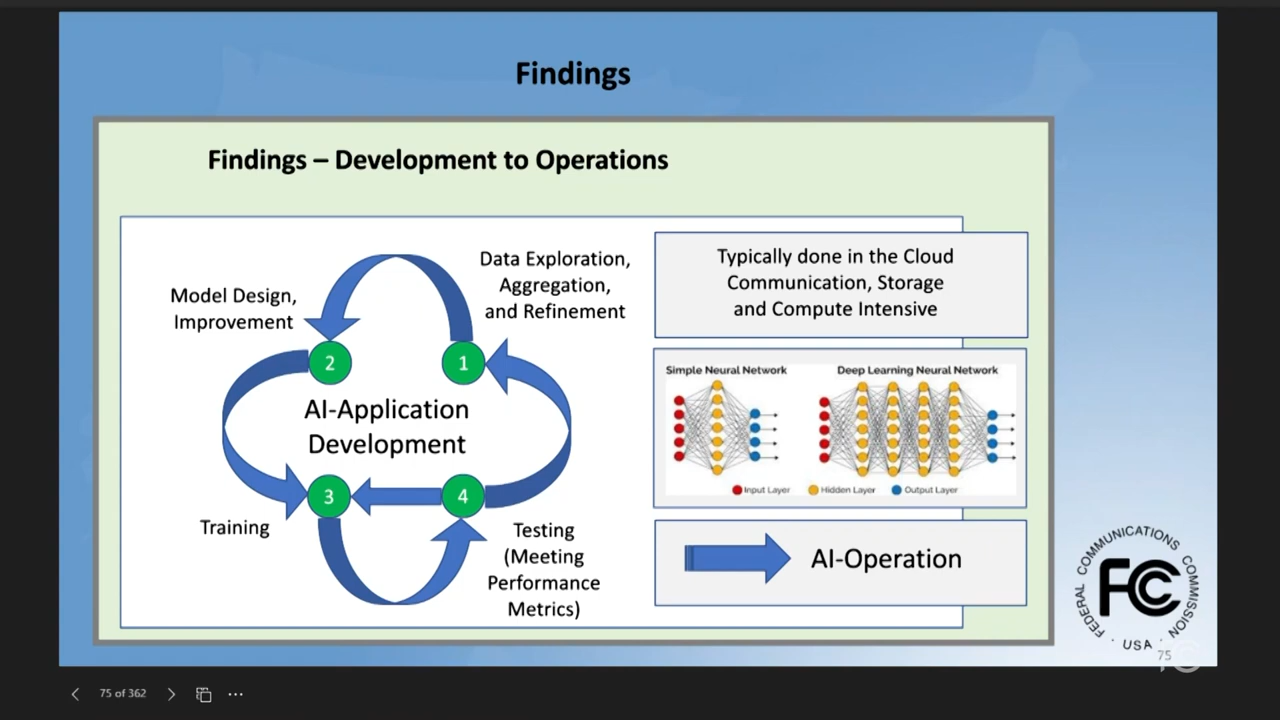 Findings
Findings – Development to Operations
Data Exploration,
Aggregation,
and Refinement
Model Design,
Improvement
2
1
AI-Application
Development
3
4
Training
Testing
(Meeting
Performance
Metrics)
Typically done in the Cloud
Communication, Storage
and Compute Intensive
Simple Neural Network
Deep Learning Neural Network
Input Layer
Hidden Layer
Output Layer
AI-Operation
FEDERAL COMMUNICATIONS COMMISSION
FCC
· USA ·
75
75 of 362